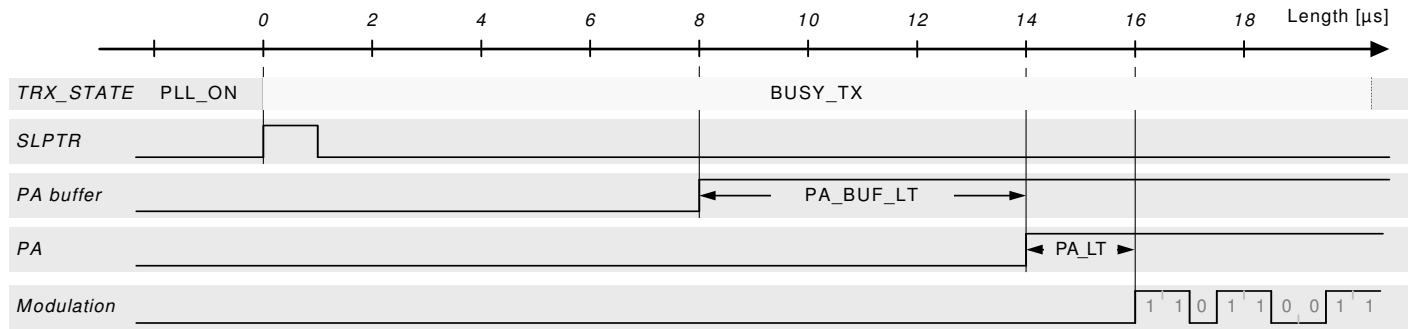 0 2 4 6 8 10 12 14 16 18 Length [µs]
TRX_STATE PLL_ON BUSY_TX
SLPTR
PA buffer PA_BUF_LT
PA PA_LT
Modulation 1 1 0 1 1 0 0 1 1